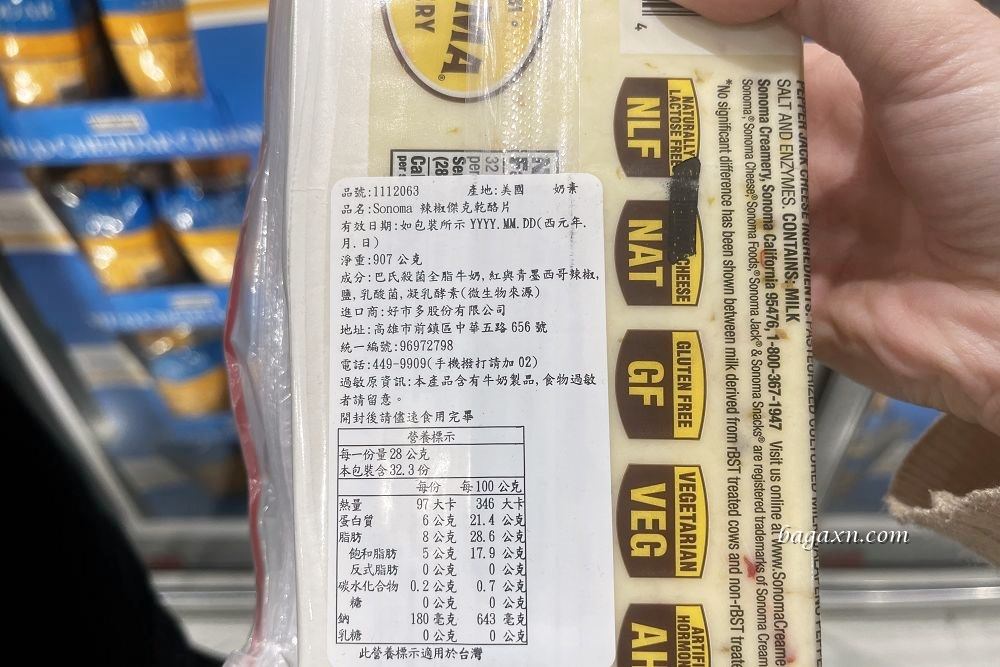 品號:1112063 產地:美國 奶素
品名:Sonoma 辣椒傑克乾酪片
有效日期:如包裝所示 YYYY.MM.DD(西元年.
月.日)
淨重:907 公克
成分:巴氏殺菌全脂牛奶,紅與青墨西哥辣椒,
鹽,乳酸菌,凝乳酵素(微生物來源)
進口商:好市多股份有限公司
地址:高雄市前鎮區中華五路 656 號
統一編號:96972798
電話:449-9909(手機撥打請加 02)
過敏原資訊:本產品含有牛奶製品,食物過敏
者請留意。
開封後請儘速食用完畢
營養標示
每一份量 28 公克
本包裝含 32.3 份
每份 每 100 公克
熱量 97 大卡 346 大卡
蛋白質 6 公克 21.4 公克
脂肪 8 公克 28.6 公克
飽和脂肪 5 公克 17.9 公克
反式脂肪 0 公克 0 公克
碳水化合物 0.2 公克 0.7 公克
糖 0 公克 0 公克
鈉 180 毫克 643 毫克
乳糖 0 公克 0 公克
此營養標示適用於台灣
NATURALLY
LACTOSE FREE
NLF
CHEESE
NAT
GLUTEN FREE
GF
VEGETARIAN
VEG
HORMON
AH
PEPPER JACK CHEESE INGREDIENTS:
SALT AND ENZYMES. CONTAINS: MILK
Sonoma Creamery, Sonoma California 95476, 1-800-367-1947 Visit us online at www.SonomaCreame
Sonoma® Sonoma Cheese,® Sonoma Foods,® Sonoma Jack® & Sonoma Snacks® are registered trademarks of Sonoma Creame
*No significant difference has been shown between milk derived from rBST treated cows and non-rBST treate
bagaxn.com